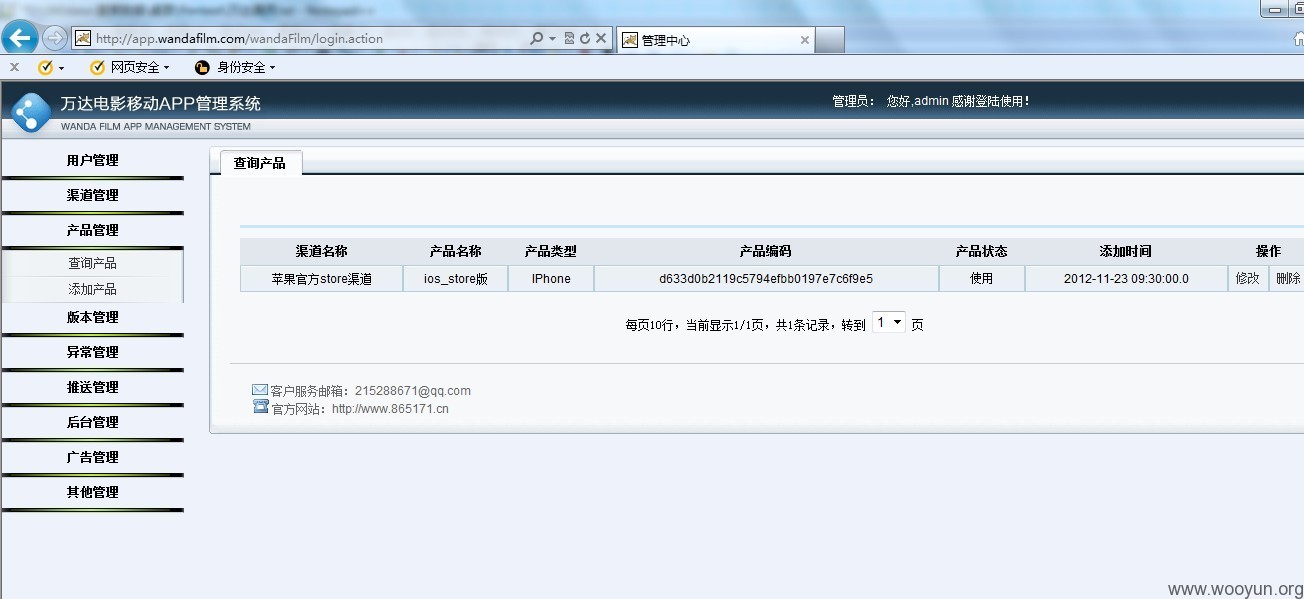 http://app.wandafilm.com/wandaFilm/login.action
管理中心
网页安全
身份安全
万达电影移动APP管理系统
WANDA FILM APP MANAGEMENT SYSTEM
管理员： 您好,admin 感谢登陆使用！
用户管理
渠道管理
产品管理
查询产品
添加产品
版本管理
异常管理
推送管理
后台管理
广告管理
其他管理
查询产品
渠道名称 产品名称 产品类型 产品编码 产品状态 添加时间 操作
苹果官方store渠道 ios_store版 IPhone d633d0b2119c5794efbb0197e7c6f9e5 使用 2012-11-23 09:30:00.0 修改 删除
每页10行，当前显示1/1页，共1条记录，转到 1 页
客户服务邮箱：215288671@qq.com
官方网站：http://www.865171.cn
www.wooyun.org